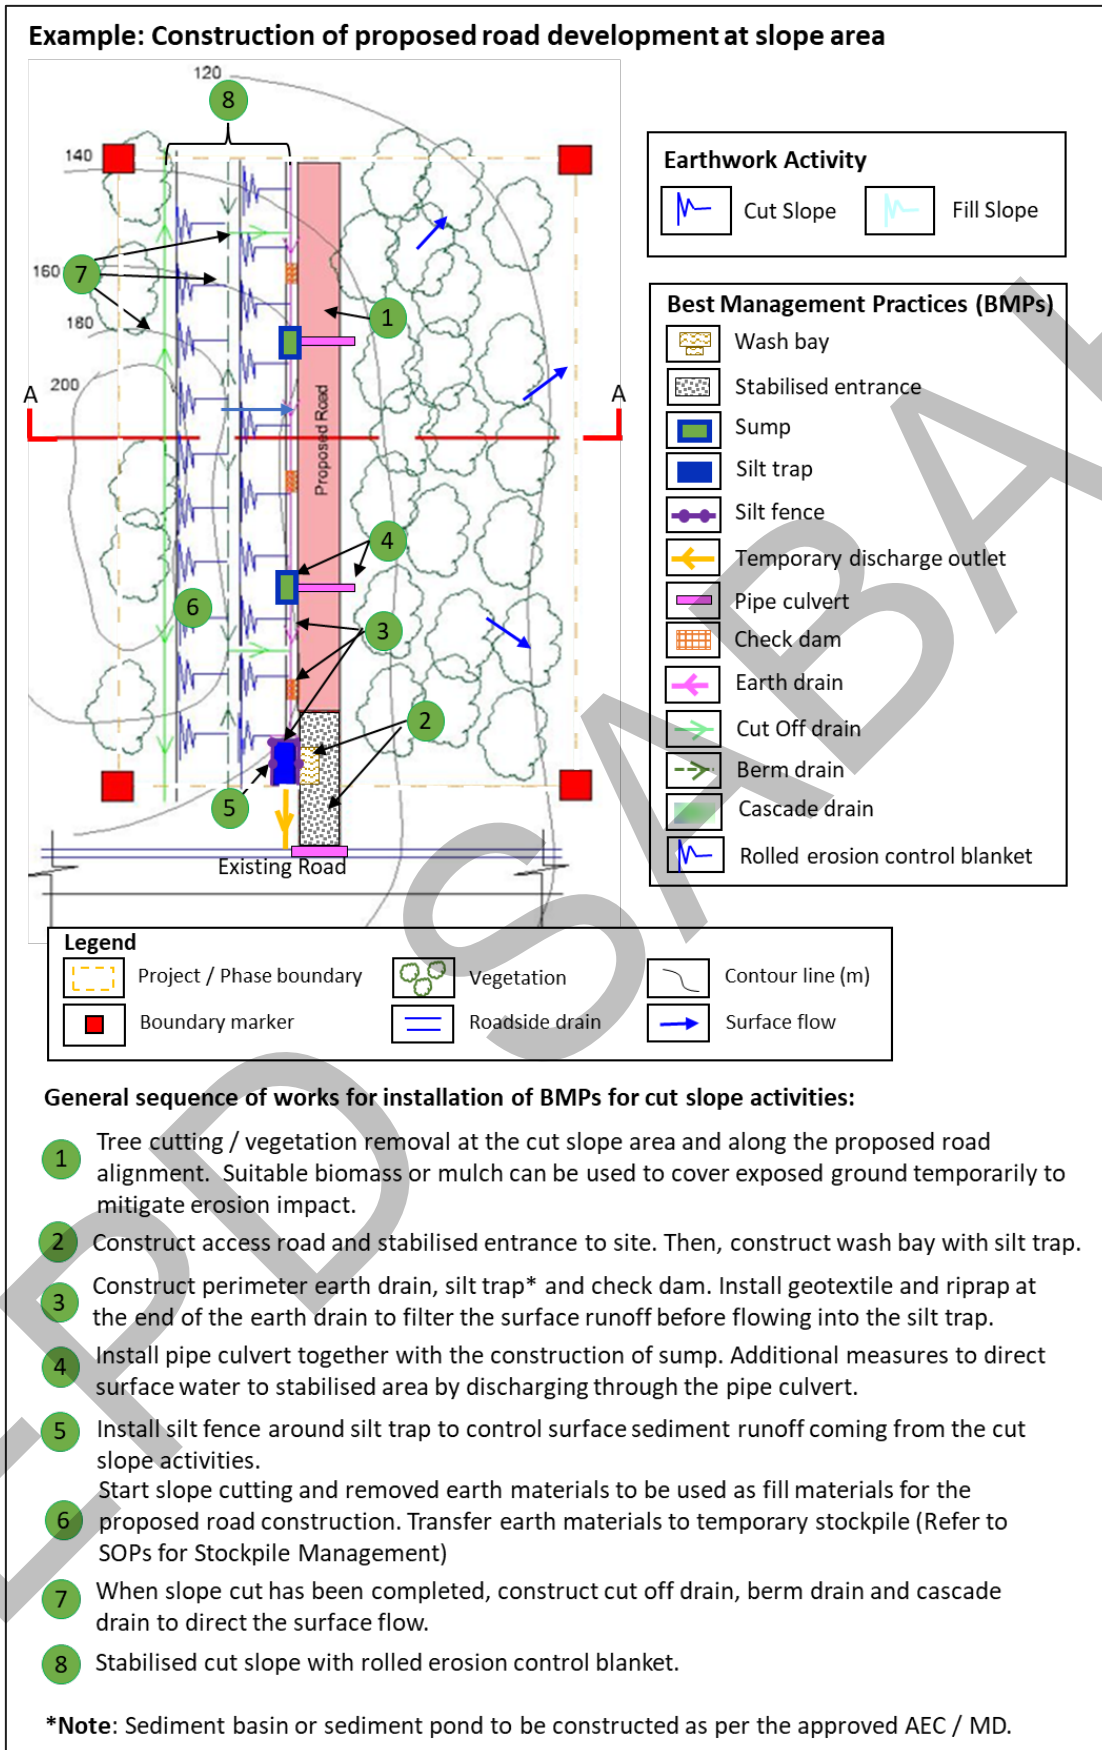 Example: Construction of proposed road development at slope area
120
8
140
160
7
180
200
1
A
A
Proposed Road
4
6
3
2
5
Existing Road
Earthwork Activity
Cut Slope
Fill Slope
Best Management Practices (BMPs)
Wash bay
Stabilised entrance
Sump
Silt trap
Silt fence
Temporary discharge outlet
Pipe culvert
Check dam
Earth drain
Cut Off drain
Berm drain
Cascade drain
Rolled erosion control blanket
Legend
Project / Phase boundary
Vegetation
Contour line (m)
Boundary marker
Roadside drain
Surface flow
General sequence of works for installation of BMPs for cut slope activities:
1 Tree cutting / vegetation removal at the cut slope area and along the proposed road
alignment. Suitable biomass or mulch can be used to cover exposed ground temporarily to
mitigate erosion impact.
2 Construct access road and stabilised entrance to site. Then, construct wash bay with silt trap.
3 Construct perimeter earth drain, silt trap* and check dam. Install geotextile and riprap at
the end of the earth drain to filter the surface runoff before flowing into the silt trap.
4 Install pipe culvert together with the construction of sump. Additional measures to direct
surface water to stabilised area by discharging through the pipe culvert.
5 Install silt fence around silt trap to control surface sediment runoff coming from the cut
slope activities.
6 Start slope cutting and removed earth materials to be used as fill materials for the
proposed road construction. Transfer earth materials to temporary stockpile (Refer to
SOPs for Stockpile Management)
7 When slope cut has been completed, construct cut off drain, berm drain and cascade
drain to direct the surface flow.
8 Stabilised cut slope with rolled erosion control blanket.
*Note: Sediment basin or sediment pond to be constructed as per the approved AEC / MD.
EPD SABAH